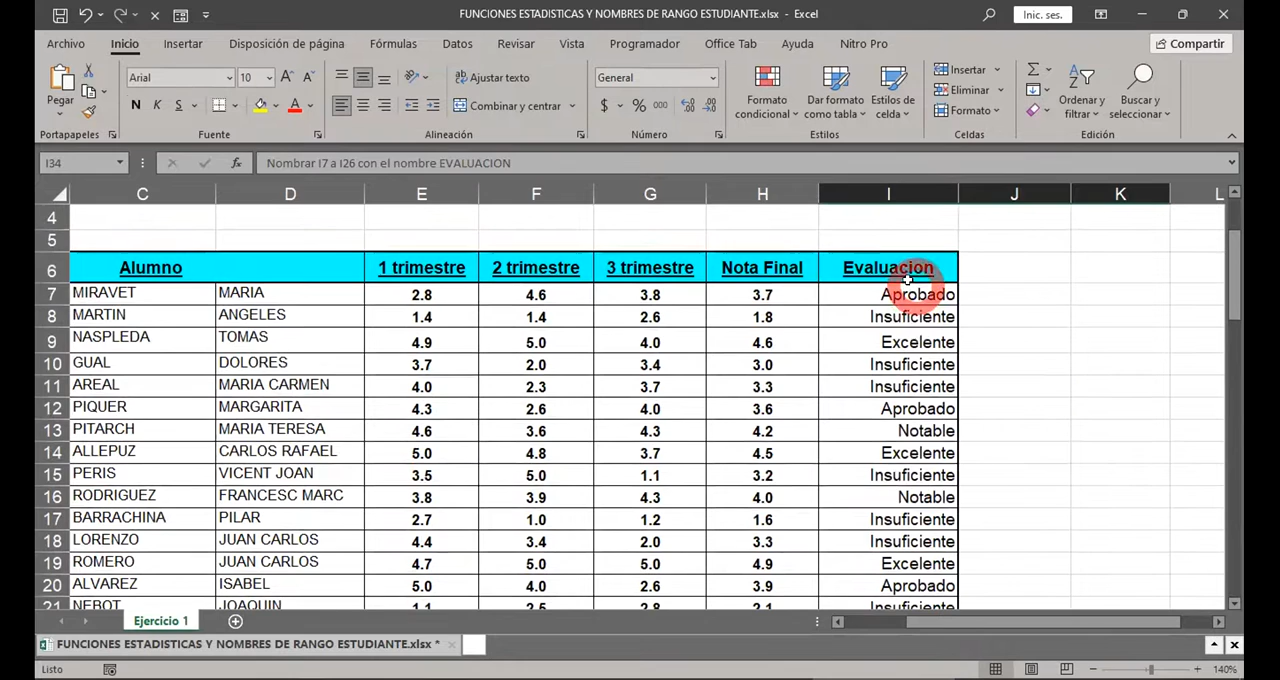 FUNCIONES ESTADISTICAS Y NOMBRES DE RANGO ESTUDIANTE.xlsx - Excel
Inic. ses.
Archivo Inicio Insertar Disposición de página Fórmulas Datos Revisar Vista Programador Office Tab Ayuda Nitro Pro Compartir
Pegar
Arial 10
N K S
Ajustar texto
Combinar y centrar
General
$ % 000
Formato condicional
Dar formato como tabla
Estilos de celda
Insertar
Eliminar
Formato
Ordenar y filtrar
Buscar y seleccionar
Portapapeles Fuente Alineación Número Estilos Celdas Edición
I34 fx Nombrar I7 a I26 con el nombre EVALUACION
C D E F G H I J K L
4
5
6 Alumno 1 trimestre 2 trimestre 3 trimestre Nota Final Evaluacion
7 MIRAVET MARIA 2.8 4.6 3.8 3.7 Aprobado
8 MARTIN ANGELES 1.4 1.4 2.6 1.8 Insuficiente
9 NASPLEDA TOMAS 4.9 5.0 4.0 4.6 Excelente
10 GUAL DOLORES 3.7 2.0 3.4 3.0 Insuficiente
11 AREAL MARIA CARMEN 4.0 2.3 3.7 3.3 Insuficiente
12 PIQUER MARGARITA 4.3 2.6 4.0 3.6 Aprobado
13 PITARCH MARIA TERESA 4.6 3.6 4.3 4.2 Notable
14 ALLEPUZ CARLOS RAFAEL 5.0 4.8 3.7 4.5 Excelente
15 PERIS VICENT JOAN 3.5 5.0 1.1 3.2 Insuficiente
16 RODRIGUEZ FRANCESC MARC 3.8 3.9 4.3 4.0 Notable
17 BARRACHINA PILAR 2.7 1.0 1.2 1.6 Insuficiente
18 LORENZO JUAN CARLOS 4.4 3.4 2.0 3.3 Insuficiente
19 ROMERO JUAN CARLOS 4.7 5.0 5.0 4.9 Excelente
20 ALVAREZ ISABEL 5.0 4.0 2.6 3.9 Aprobado
21 NEBOT JOAQUIN 1.1 2.5 2.8 2.1 Insuficiente
Ejercicio 1
FUNCIONES ESTADISTICAS Y NOMBRES DE RANGO ESTUDIANTE.xlsx *
Listo 140%